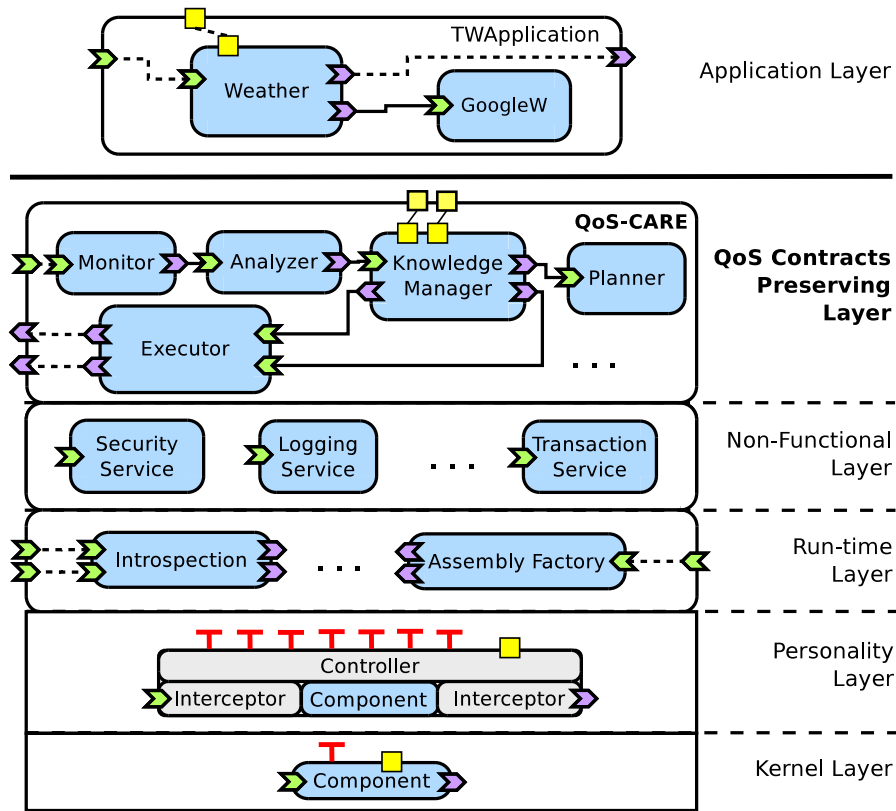 TWApplication
Weather
GoogleW
Application Layer
QoS-CARE
Monitor
Analyzer
Knowledge
Manager
Planner
Executor
. . .
QoS Contracts
Preserving
Layer
Security
Service
Logging
Service
. . .
Transaction
Service
Non-Functional
Layer
Introspection
. . .
Assembly Factory
Run-time
Layer
Controller
Interceptor
Component
Interceptor
Personality
Layer
Component
Kernel Layer